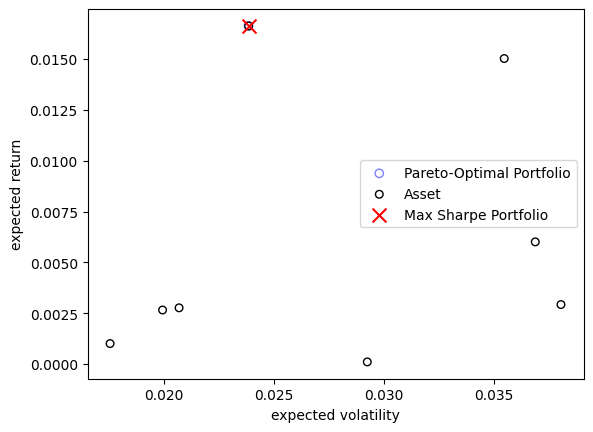 0.0150
0.0125
0.0100
0.0075
0.0050
0.0025
0.0000
expected return
Pareto-Optimal Portfolio
Asset
Max Sharpe Portfolio
0.020 0.025 0.030 0.035
expected volatility